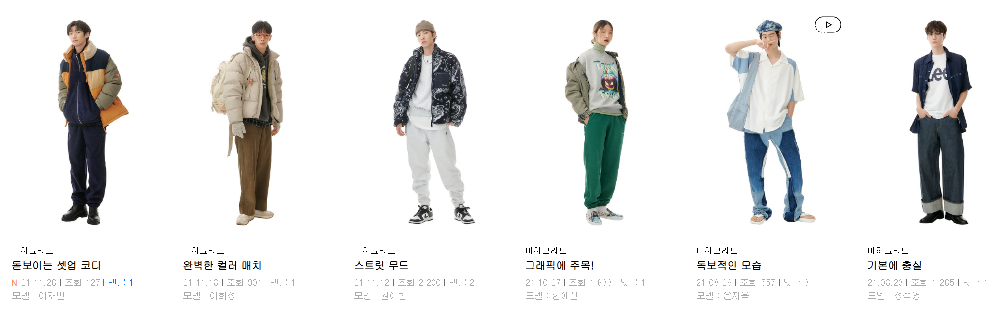 마하그리드
돋보이는 셋업 코디
N 21.11.26 | 조회 127 | 댓글 1
모델 : 이재민
마하그리드
완벽한 컬러 매치
21.11.18 | 조회 901 | 댓글 1
모델 : 이희성
마하그리드
스트릿 무드
21.11.12 | 조회 2,200 | 댓글 2
모델 : 권예찬
TRICK
TRICK
마하그리드
그래픽에 주목!
21.10.27 | 조회 1,633 | 댓글 1
모델 : 현예진
마하그리드
독보적인 모습
21.08.26 | 조회 557 | 댓글 3
모델 : 윤지욱
Lee
마하그리드
기본에 충실
21.08.23 | 조회 1,265 | 댓글 1
모델 : 정석영